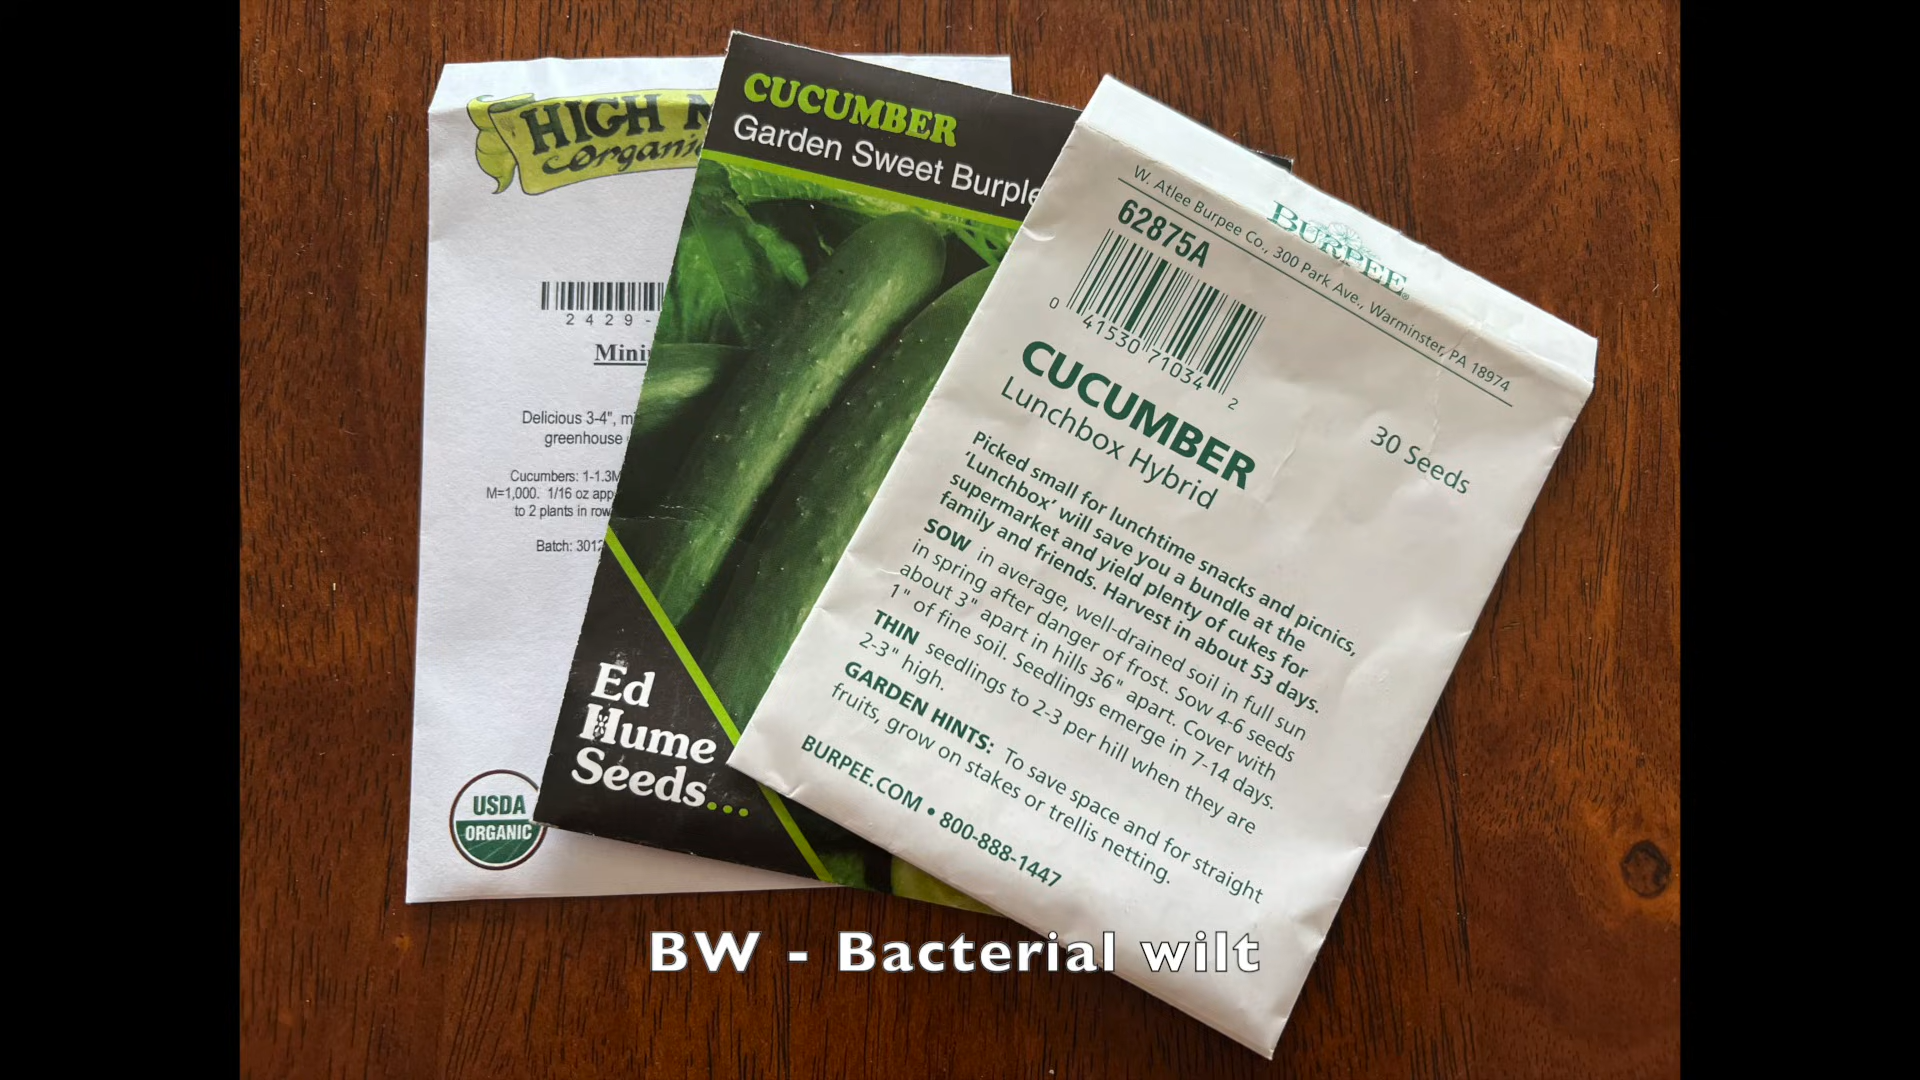 HIGH
Organic
2429-
Mini
Delicious 3-4",
greenhouse
Cucumbers: 1-1.3M
M=1,000. 1/16 oz
to 2 plants in row
Batch: 3012
USDA
ORGANIC
CUCUMBER
Garden Sweet Burple
Ed
Hume
Seeds...
BURPEE
W. Atlee Burpee Co., 300 Park Ave., Warminster, PA 18974
62875A
0 41530 71034 2
CUCUMBER
Lunchbox Hybrid
30 Seeds
Picked small for lunchtime snacks and picnics,
'Lunchbox' will save you a bundle at the
supermarket and yield plenty of cukes for
family and friends. Harvest in about 53 days.
SOW in average, well-drained soil in full sun
in spring after danger of frost. Sow 4-6 seeds
about 3" apart in hills 36" apart. Cover with
1" of fine soil. Seedlings emerge in 7-14 days.
THIN seedlings to 2-3 per hill when they are
2-3" high.
GARDEN HINTS: To save space and for straight
fruits, grow on stakes or trellis netting.
BURPEE.COM • 800-888-1447
BW - Bacterial wilt